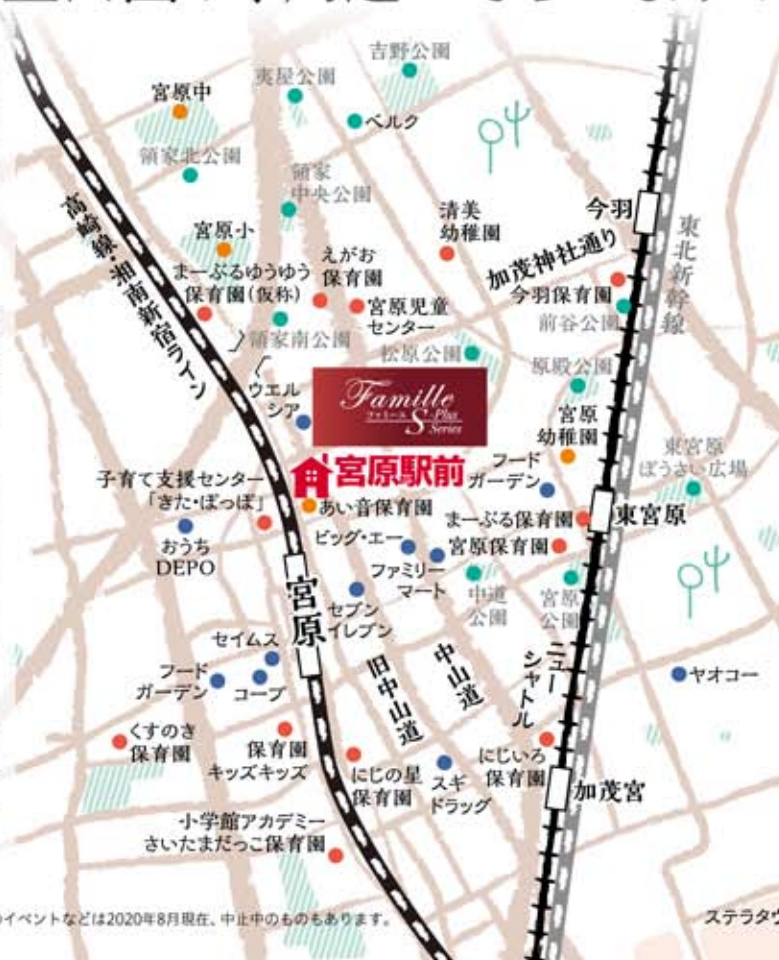 吉野公園
夷屋公園
宮原中
ベルク
領家北公園
領家
中央公園
清美
幼稚園
今羽
宮原小
えがお
保育園
加茂神社通り
東北新幹線
高崎線・湘南新宿ライン
まーぶるゆうゆう
保育園(仮称)
宮原児童
センター
今羽保育園
前谷公園
領家南公園
松原公園
原殿公園
ウエル
シア
Famille
ファミール
S-Plus
Series
宮原
幼稚園
宮原駅前
フード
ガーデン
東宮原
ぼうさい広場
子育て支援センター
「きた・ぽっぽ」
あい音保育園
まーぶる保育園
東宮原
おうち
DEPO
ビッグ・エー
宮原保育園
ファミリー
マート
中道
公園
宮原
公園
宮原
セブン
イレブン
セイムス
フード
ガーデン
コープ
旧中山道
中山道
ニュー
シャトル
ヤオコー
くすのき
保育園
保育園
キッズキッズ
にじの星
保育園
スギ
ドラッグ
にじいろ
保育園
加茂宮
小学館アカデミー
さいたまだっこ保育園
イベントなどは2020年8月現在、中止中のものもあります。
ステラタウ